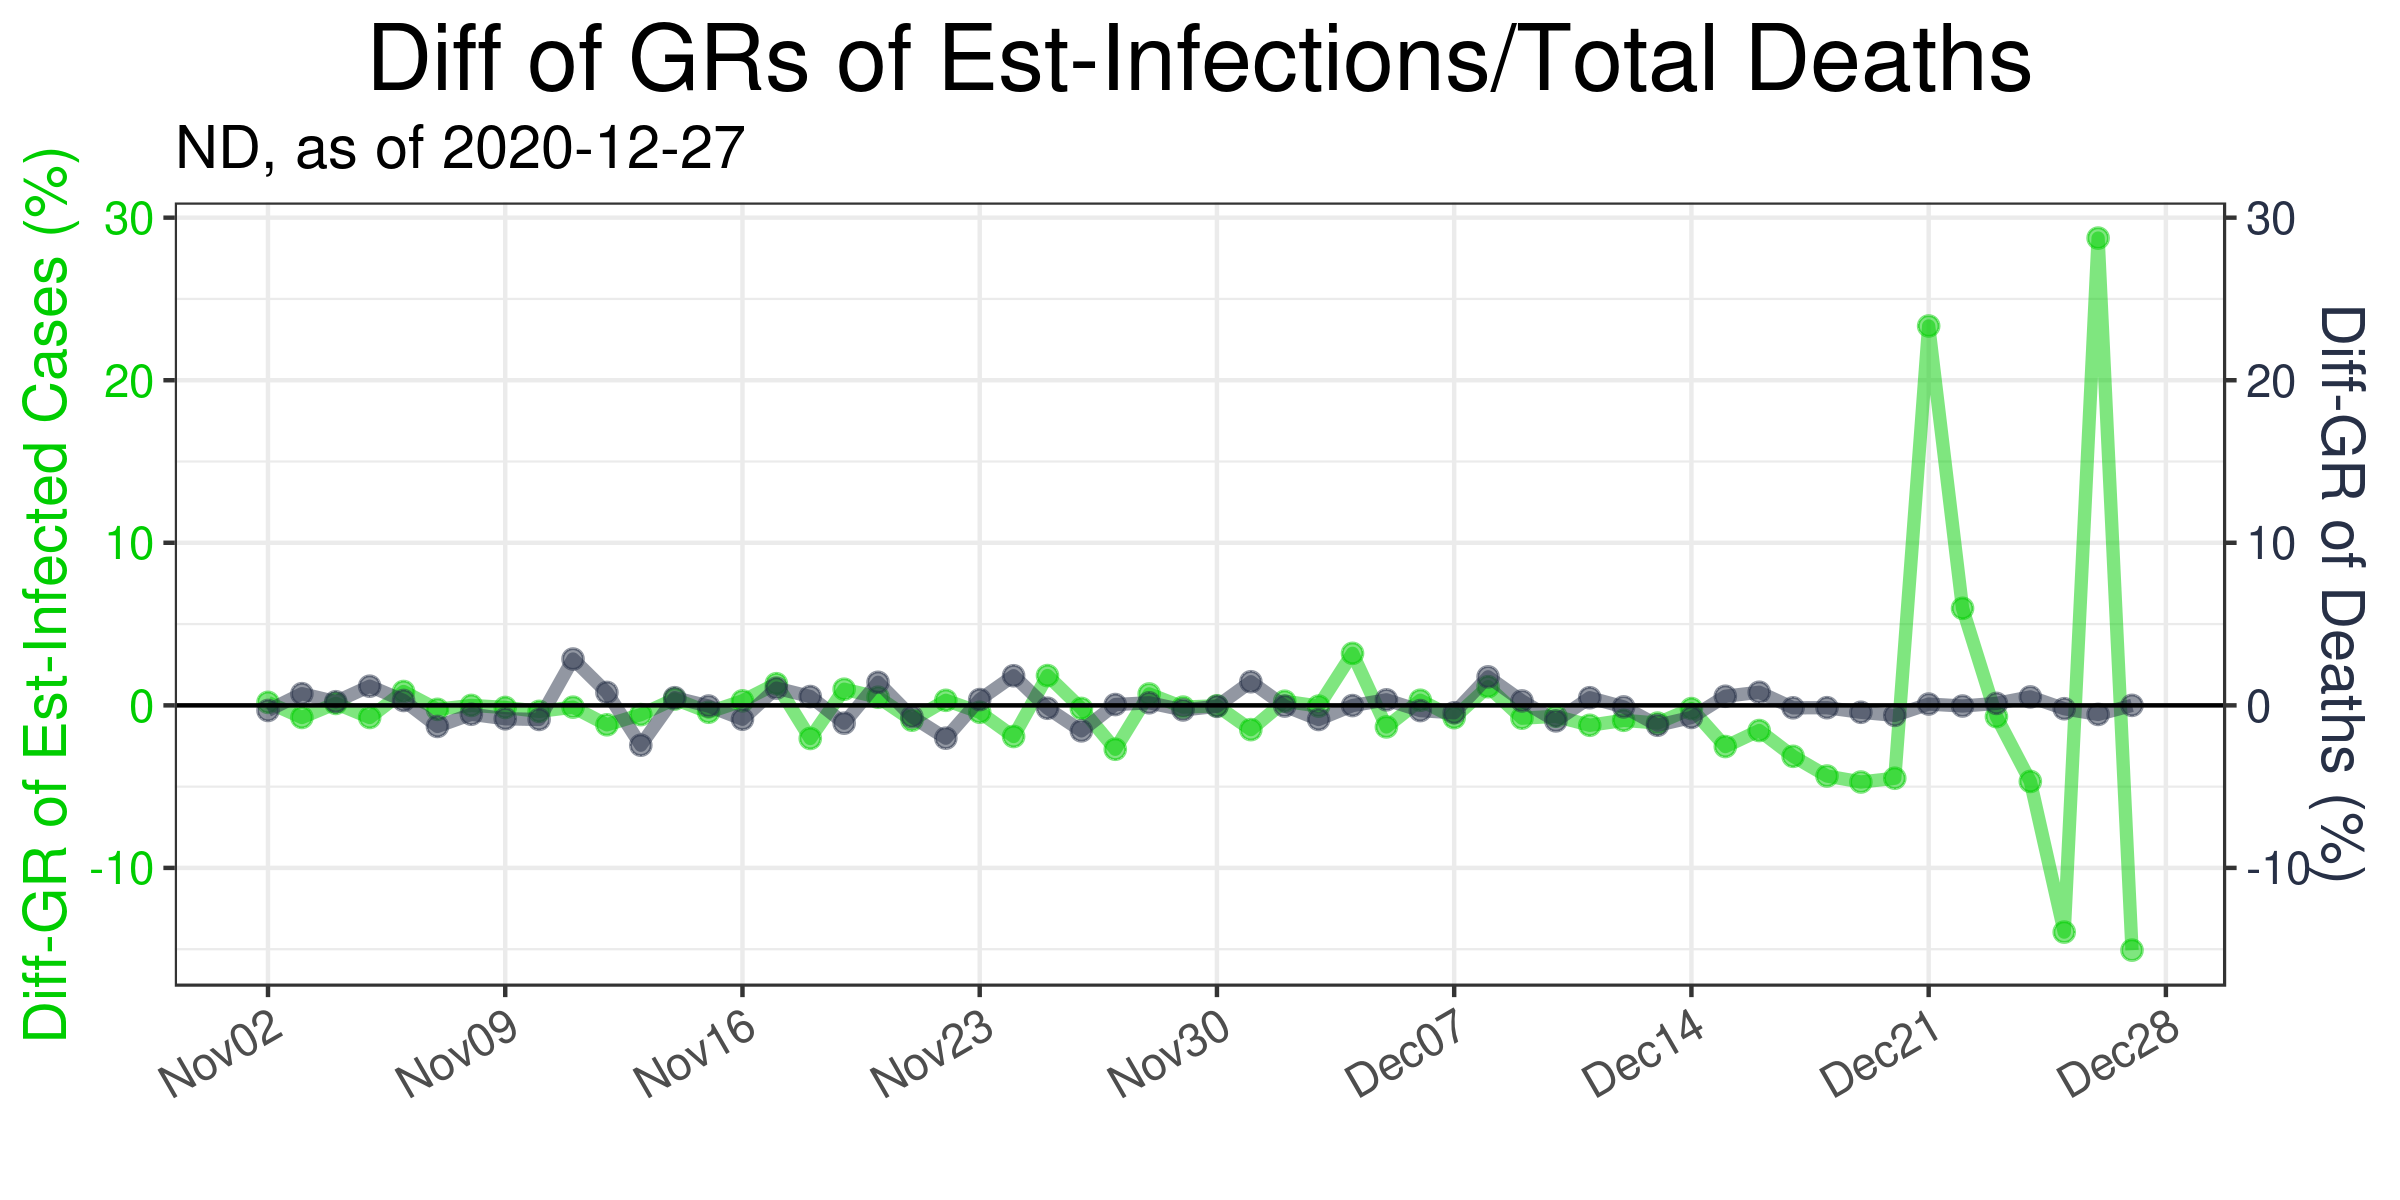 Diff of GRs of Est-Infections/Total Deaths
ND, as of 2020-12-27
Diff-GR of Est-Infected Cases (%)
30
20
10
0
-10
30
20
10
0
-10
Diff-GR of Deaths (%)
Nov02
Nov09
Nov16
Nov23
Nov30
Dec07
Dec14
Dec21
Dec28